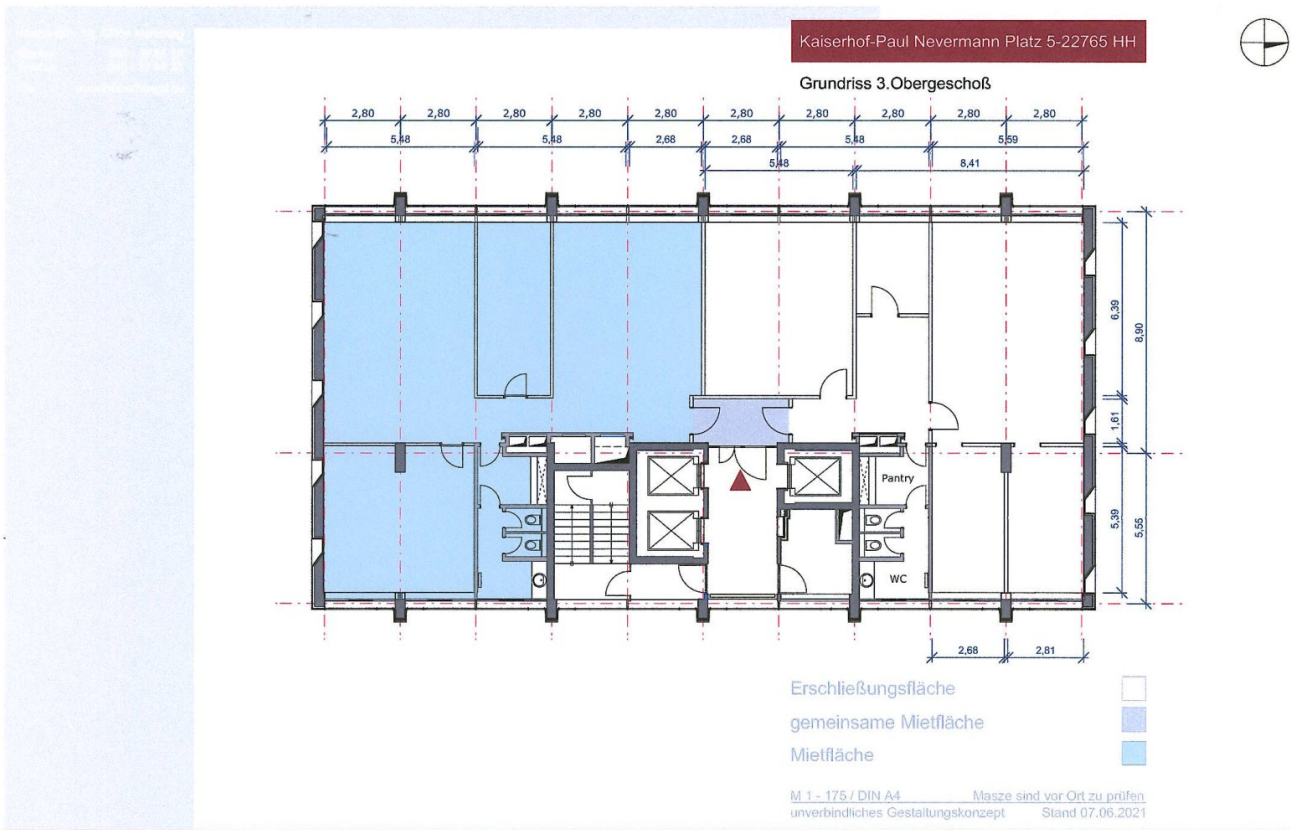 Kaiserhof-Paul Nevermann Platz 5-22765 HH
Grundriss 3.Obergeschoß
2,80 2,80 2,80 2,80 2,80 2,80 2,80 2,80 2,80 2,80
5,48 5,48 2,68 2,68 5,48 5,59
5,48 8,41
6,39
8,90
1,61
5,39
5,55
Pantry
WC
2,68 2,81
Erschließungsfläche
gemeinsame Mietfläche
Mietfläche
M 1 - 175 / DIN A4 Masze sind vor Ort zu prüfen
unverbindliches Gestaltungskonzept Stand 07.06.2021